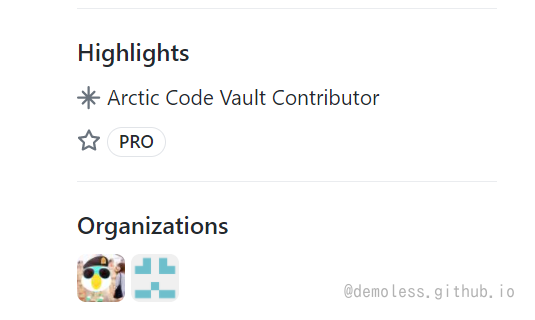 Highlights
Arctic Code Vault Contributor
PRO
Organizations
@demoless.github.io